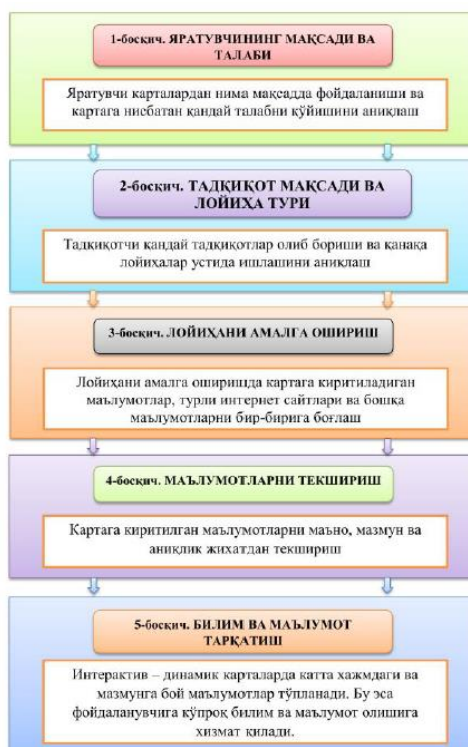 1-босқич. ЯРАТУВЧИНИНГ МАҚСАДИ ВА
ТАЛАБИ
Яратувчи карталардан нима мақсадда фойдаланиши ва
картага нисбатан қандай талабни қўйишини аниқлаш
2-босқич. ТАДҚИҚОТ МАҚСАДИ ВА
ЛОЙИҲА ТУРИ
Тадқиқотчи қандай тадқиқотлар олиб бориши ва қанақа
лойиҳалар устида ишлашини аниқлаш
3-босқич. ЛОЙИҲАНИ АМАЛГА ОШИРИШ
Лойиҳани амалга оширишда картага киритиладиган
маълумотлар, турли интернет сайтлари ва бошқа
маълумотларни бир-бирига боғлаш
4-босқич. МАЪЛУМОТЛАРНИ ТЕКШИРИШ
Картага киритилган маълумотларни маъно, мазмун ва
аниқлик жихатдан текшириш
5-босқич. БИЛИМ ВА МАЪЛУМОТ
ТАРҚАТИШ
Интерактив – динамик карталарда катта хажмдаги ва
мазмунга бой маълумотлар тўпланади. Бу эса
фойдаланувчига кўпроқ билим ва маълумот олишига
хизмат қилади.